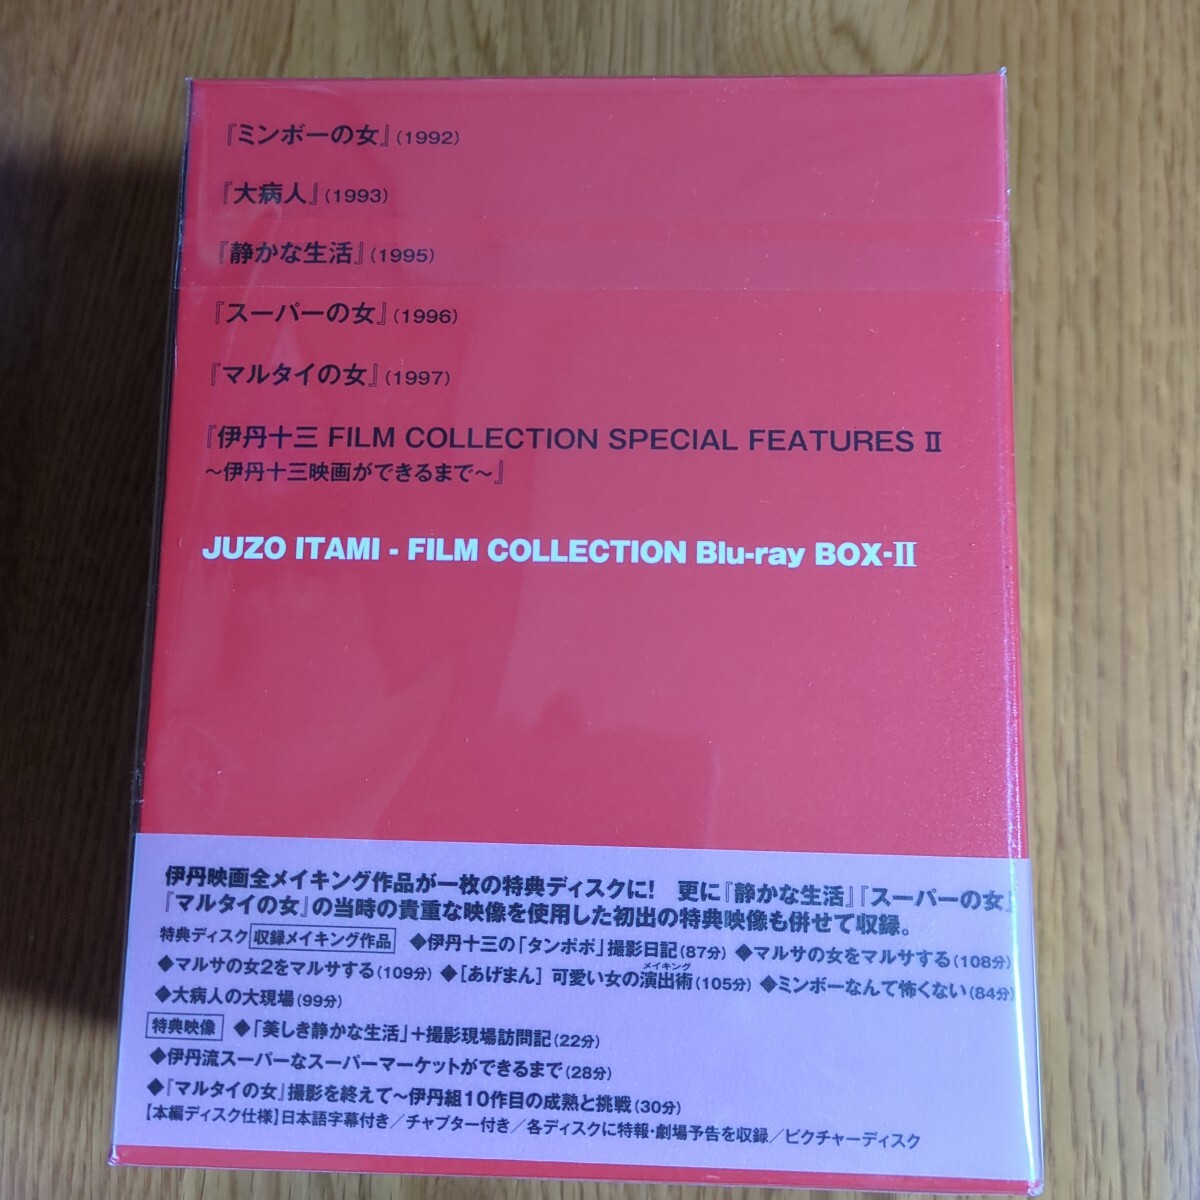 『ミンボーの女』(1992)
『大病人』(1993)
『静かな生活』(1995)
『スーパーの女』(1996)
『マルタイの女』(1997)
『伊丹十三 FILM COLLECTION SPECIAL FEATURES II
〜伊丹十三映画ができるまで〜』
JUZO ITAMI - FILM COLLECTION Blu-ray BOX-II
伊丹映画全メイキング作品が一枚の特典ディスクに! 更に『静かな生活』『スーパーの女』
『マルタイの女』の当時の貴重な映像を使用した初出の特典映像も併せて収録。
特典ディスク 収録メイキング作品 ◆伊丹十三の「タンポポ」撮影日記(87分) ◆マルサの女をマルサする(108分)
◆マルサの女2をマルサする(109分) ◆[あげまん] 可愛い女の演出術(105分) ◆ミンボーなんて怖くない(84分)
メイキング
◆大病人の大現場(99分)
特典映像 ◆「美しき静かな生活」+撮影現場訪問記(22分)
◆伊丹流スーパーなスーパーマーケットができるまで(28分)
◆『マルタイの女』撮影を終えて〜伊丹組10作目の成熟と挑戦(30分)
【本編ディスク仕様】日本語字幕付き/チャプター付き/各ディスクに特報・劇場予告を収録/ピクチャーディスク